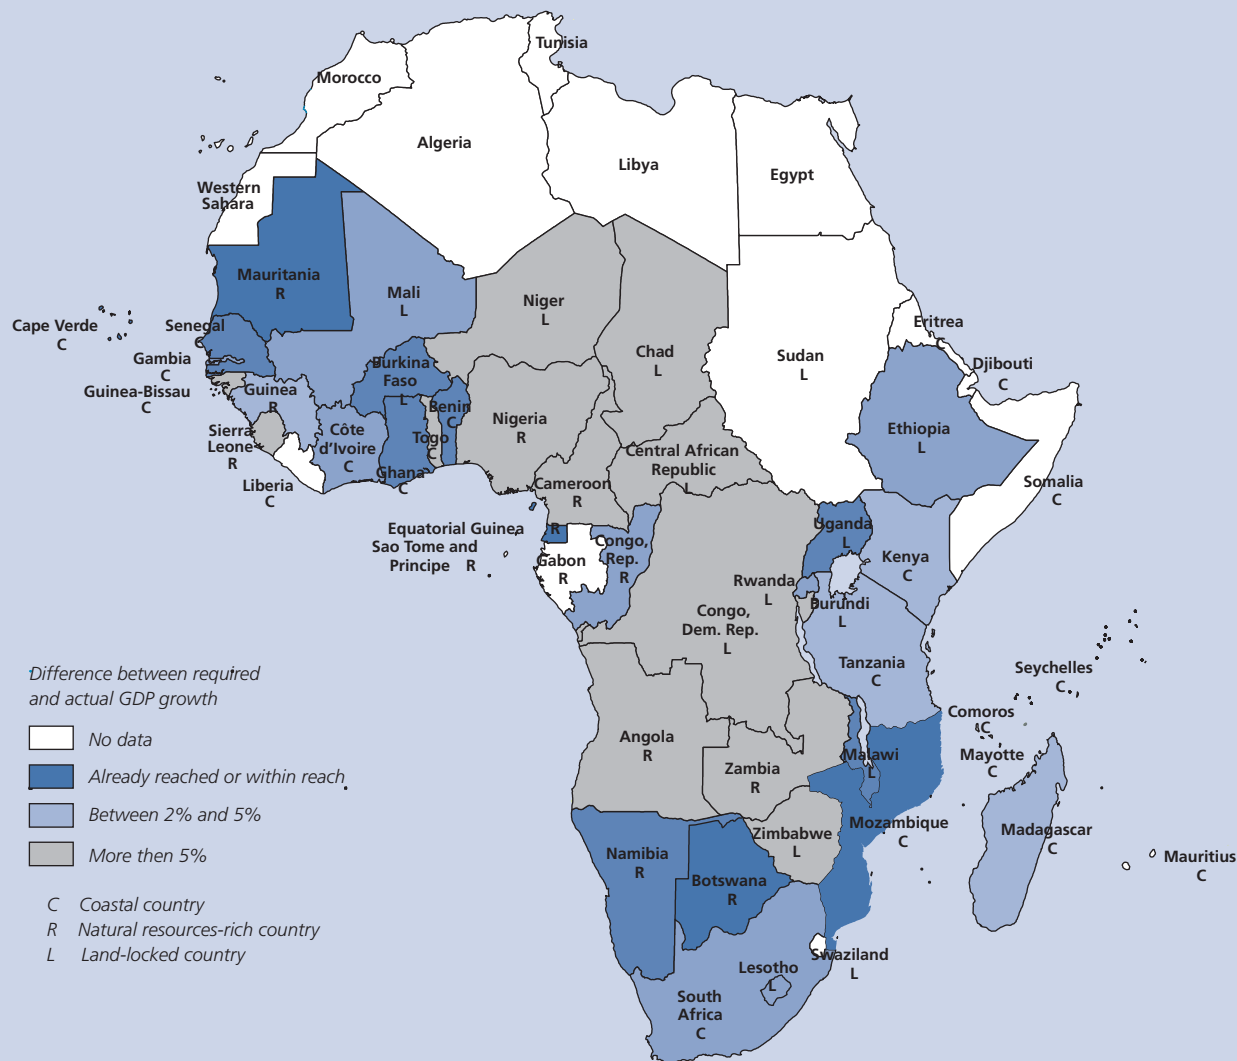 Tunisia
R
Morocco
Algeria
Libya
Egypt
Western
Sahara
Mauritania
R
Mali
L
Niger
L
Chad
L
Sudan
L
Eritrea
C
Djibouti
C
Cape Verde
C
Senegal
C
Gambia
C
Guinea-Bissau
C
Guinea
R
Burkina
Faso
L
Benin
C
Nigeria
R
Ethiopia
L
Somalia
C
Sierra
Leone
R
Liberia
C
Côte
d'Ivoire
C
Ghana
C
Togo
C
Central African
Republic
L
Cameroon
R
Equatorial Guinea
R
Sao Tome and
Principe R
Gabon
R
Congo,
Rep.
R
Uganda
L
Kenya
C
Rwanda
L
Burundi
L
Congo,
Dem. Rep.
L
Tanzania
C
Seychelles
C
Comoros
C
Mayotte
C
Angola
R
Zambia
R
Malawi
L
Mozambique
C
Madagascar
C
Mauritius
C
Zimbabwe
L
Namibia
R
Botswana
R
Swaziland
L
Lesotho
L
South
Africa
C
Difference between required
and actual GDP growth
No data
Already reached or within reach
Between 2% and 5%
More then 5%
C Coastal country
R Natural resources-rich country
L Land-locked country